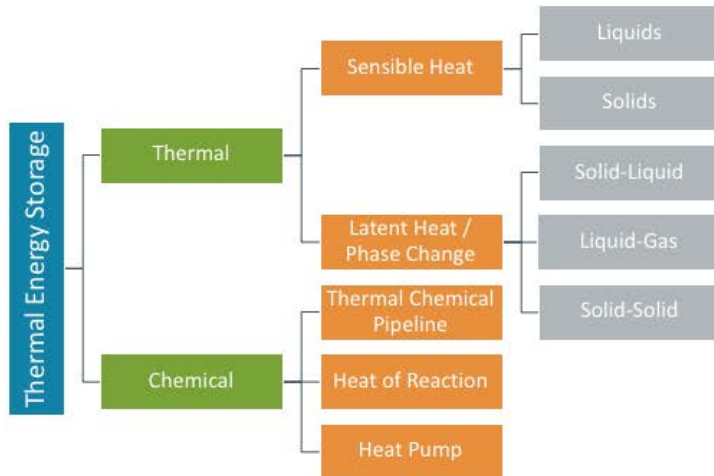 Thermal Energy Storage
Thermal
Chemical
Sensible Heat
Latent Heat /
Phase Change
Thermal Chemical
Pipeline
Heat of Reaction
Heat Pump
Liquids
Solids
Solid-Liquid
Liquid-Gas
Solid-Solid